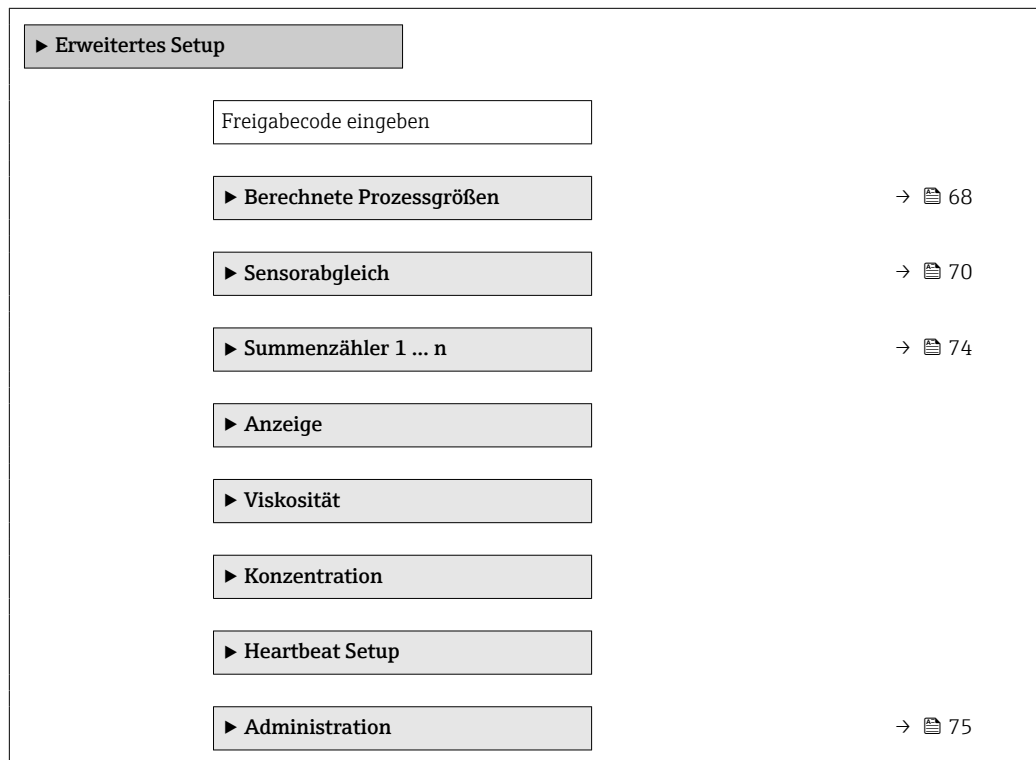 ▶ Erweitertes Setup
Freigabecode eingeben
▶ Berechnete Prozessgrößen → 68
▶ Sensorabgleich → 70
▶ Summenzähler 1 … n → 74
▶ Anzeige
▶ Viskosität
▶ Konzentration
▶ Heartbeat Setup
▶ Administration → 75